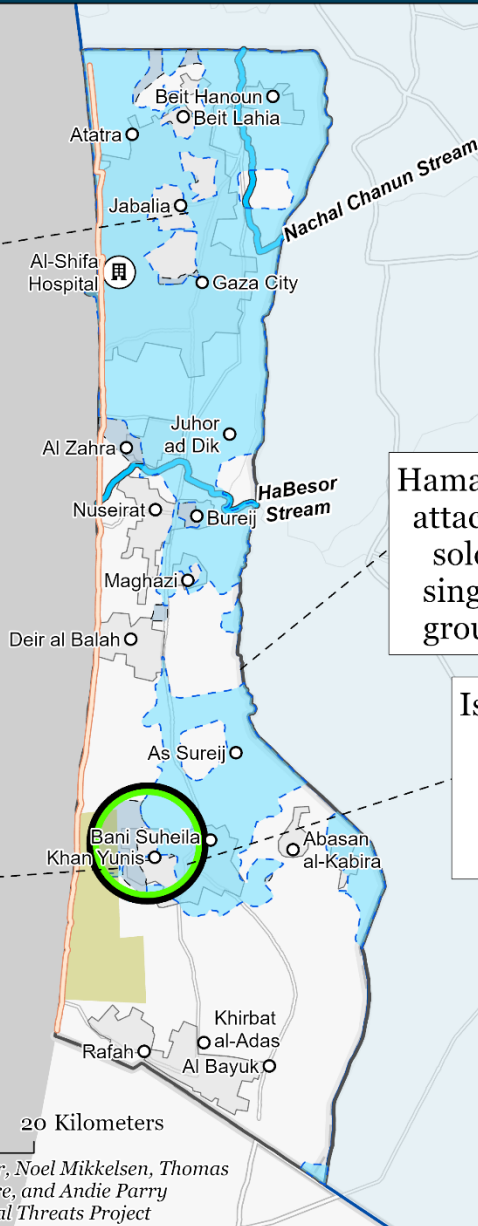 Beit Hanoun
Beit Lahia
Atatra
Nachal Chanun Stream
Jabalia
Al-Shifa
Hospital
Gaza City
Juhor
ad Dik
Al Zahra
HaBesor
Stream
Nuseirat
Bureij
Hama
attac
solo
sing
grou
Maghazi
Deir al Balah
Is
As Sureij
Bani Suheila
Khan Yunis
Abasan
al-Kabira
Khirbat
al-Adas
Rafah
Al Bayuk
20 Kilometers
r, Noel Mikkelsen, Thomas
re, and Andie Parry
al Threats Project